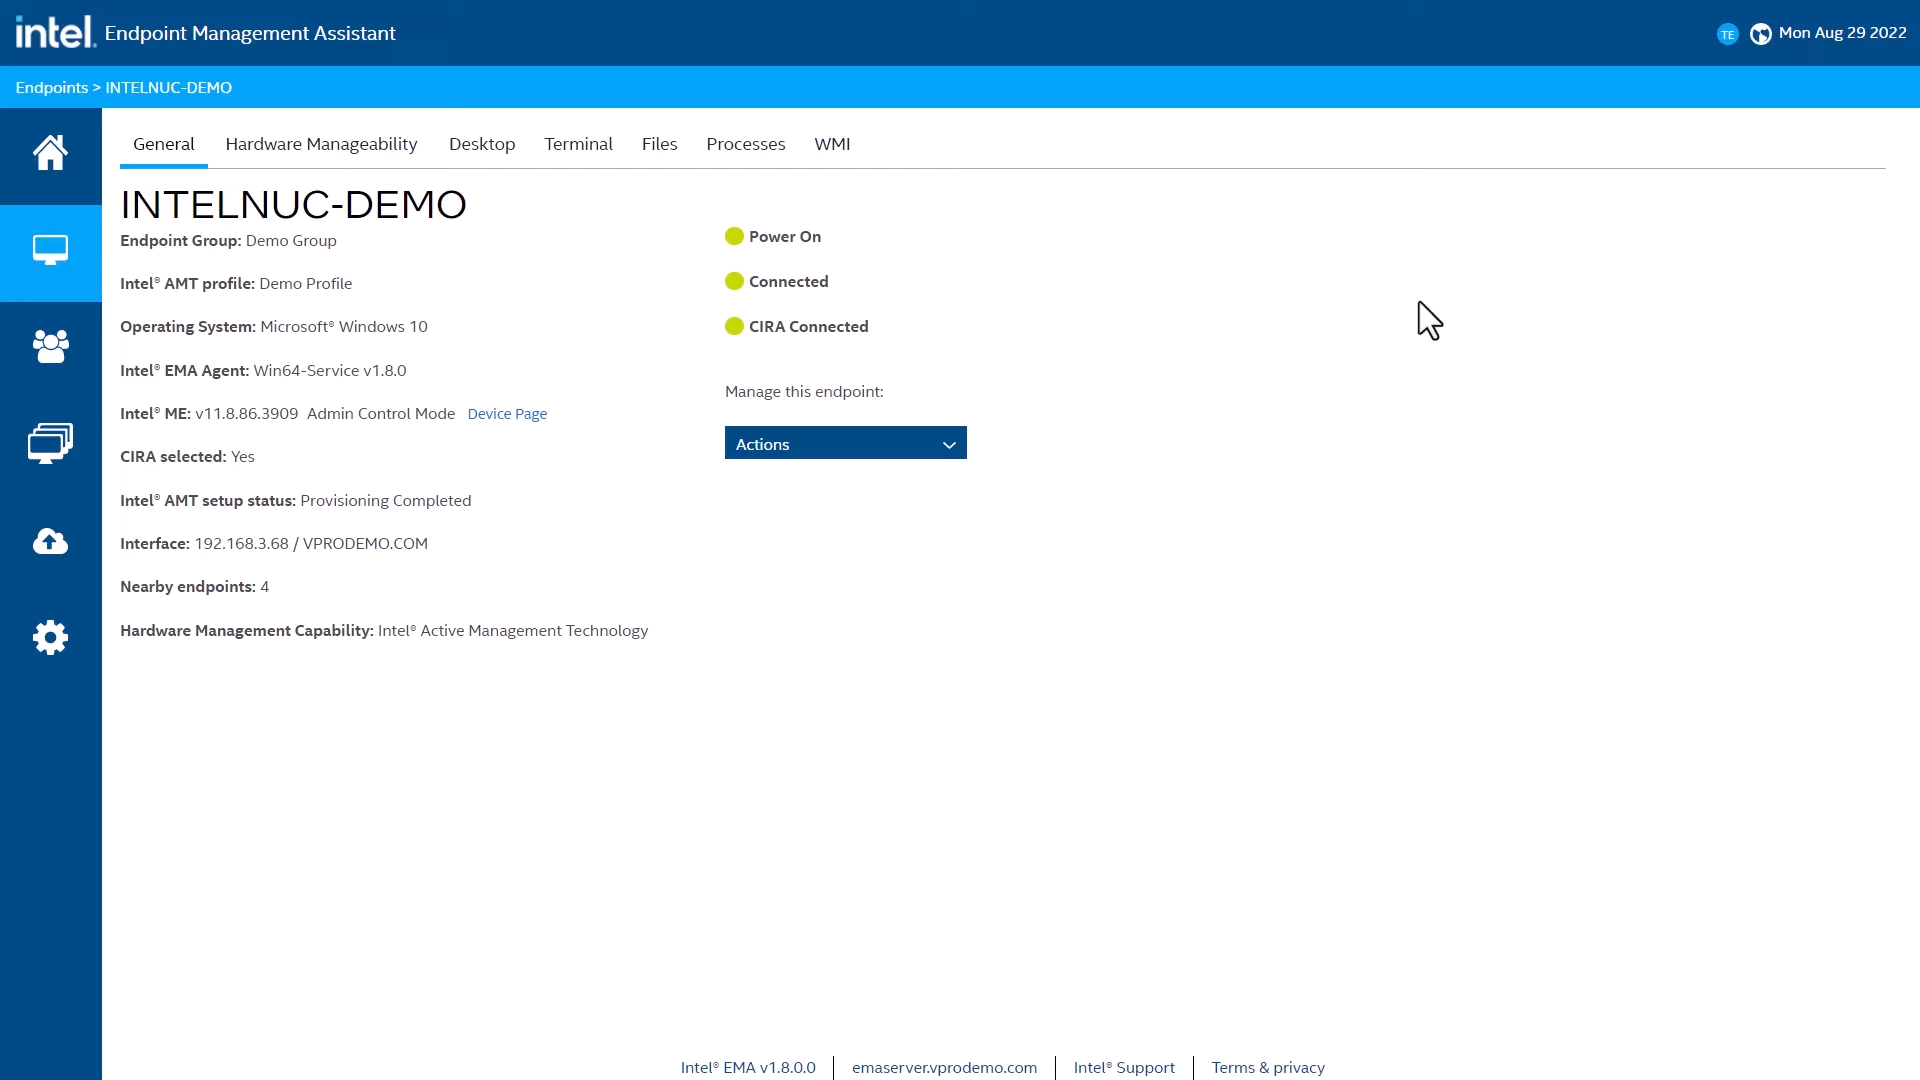 intel. Endpoint Management Assistant
TE Mon Aug 29 2022
Endpoints > INTELNUC-DEMO
General Hardware Manageability Desktop Terminal Files Processes WMI
INTELNUC-DEMO
Endpoint Group: Demo Group
Intel® AMT profile: Demo Profile
Operating System: Microsoft® Windows 10
Intel® EMA Agent: Win64-Service v1.8.0
Intel® ME: v11.8.86.3909 Admin Control Mode Device Page
CIRA selected: Yes
Intel® AMT setup status: Provisioning Completed
Interface: 192.168.3.68 / VPRODEMO.COM
Nearby endpoints: 4
Hardware Management Capability: Intel® Active Management Technology
Power On
Connected
CIRA Connected
Manage this endpoint:
Actions
Intel® EMA v1.8.0.0
emaserver.vprodemo.com
Intel® Support
Terms & privacy